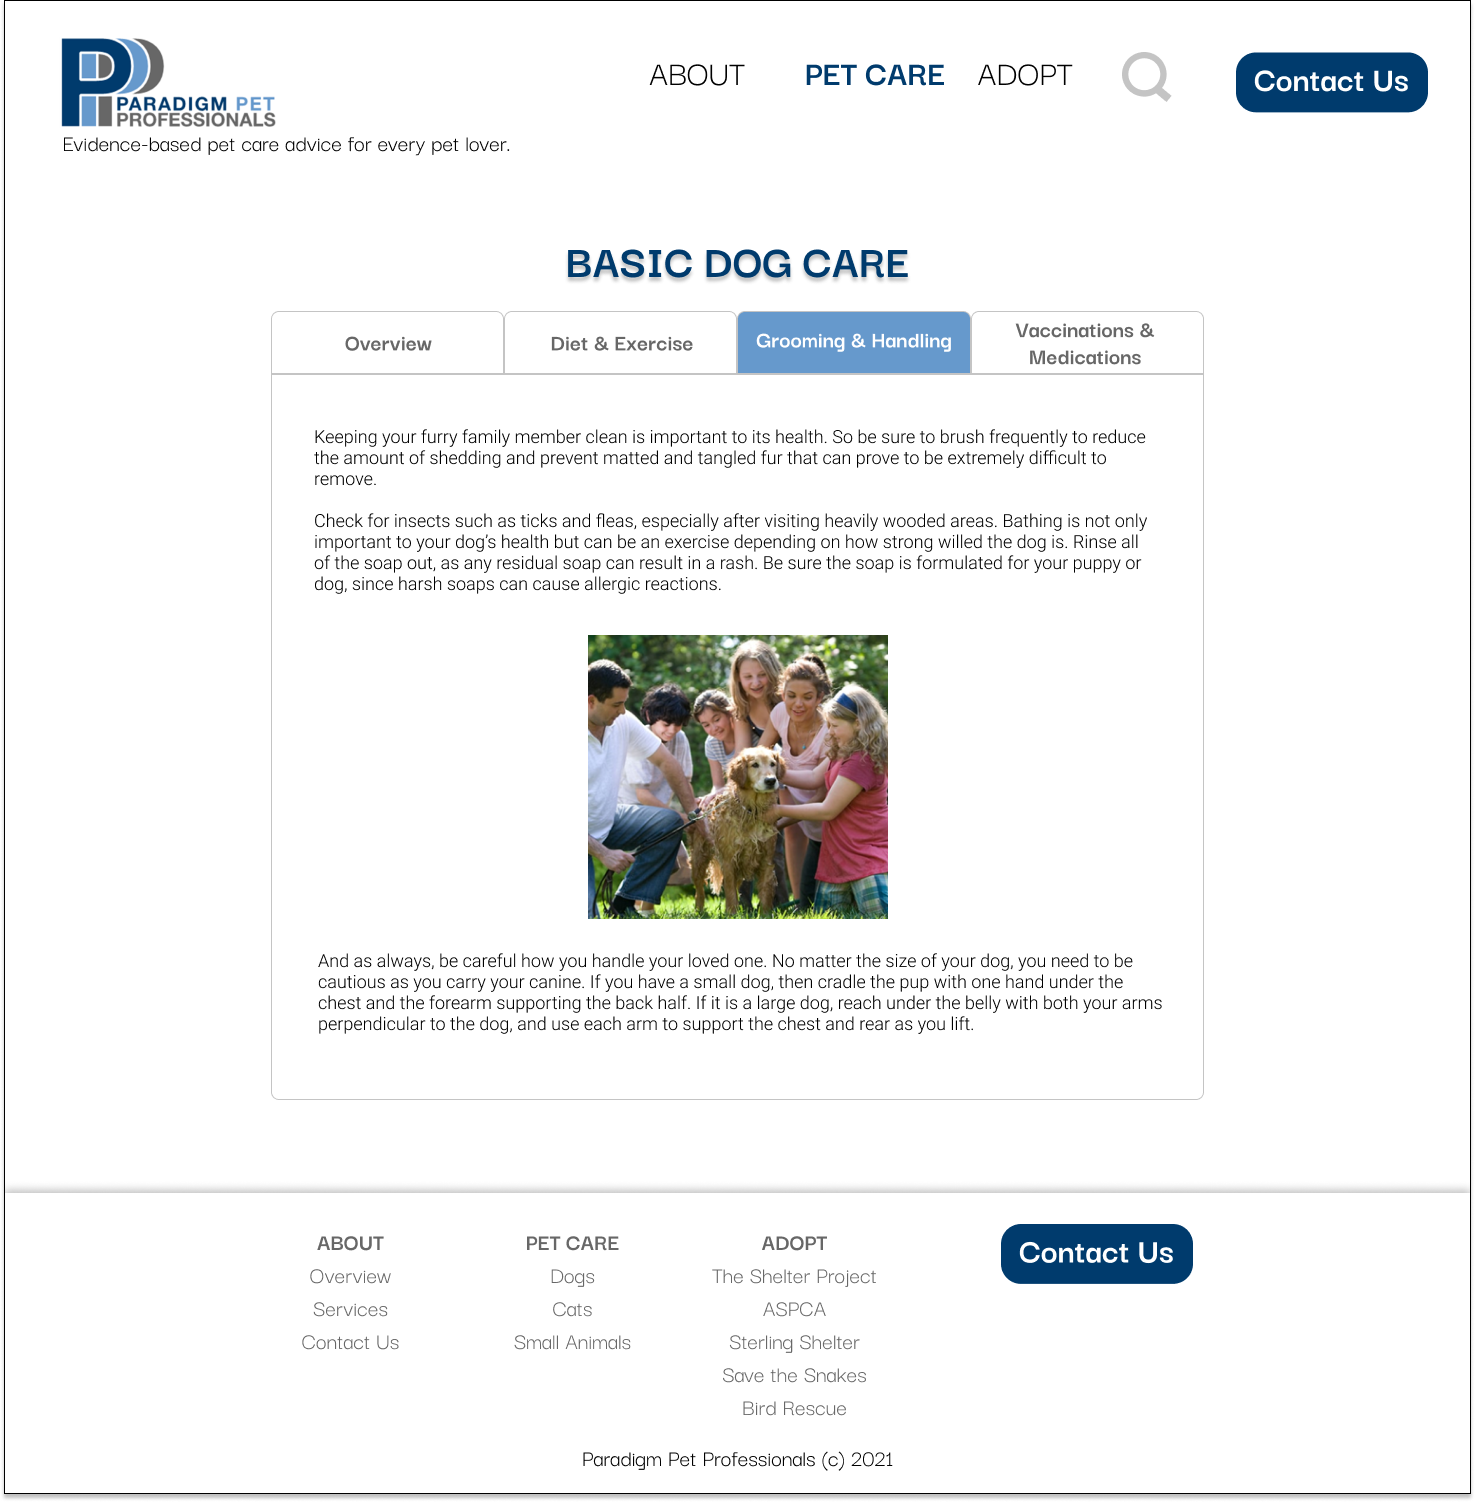 PARADIGM PET
PROFESSIONALS
Evidence-based pet care advice for every pet lover.
ABOUT
PET CARE
ADOPT
Contact Us
BASIC DOG CARE
Overview
Diet & Exercise
Grooming & Handling
Vaccinations &
Medications
Keeping your furry family member clean is important to its health. So be sure to brush frequently to reduce
the amount of shedding and prevent matted and tangled fur that can prove to be extremely difficult to
remove.
Check for insects such as ticks and fleas, especially after visiting heavily wooded areas. Bathing is not only
important to your dog’s health but can be an exercise depending on how strong willed the dog is. Rinse all
of the soap out, as any residual soap can result in a rash. Be sure the soap is formulated for your puppy or
dog, since harsh soaps can cause allergic reactions.
And as always, be careful how you handle your loved one. No matter the size of your dog, you need to be
cautious as you carry your canine. If you have a small dog, then cradle the pup with one hand under the
chest and the forearm supporting the back half. If it is a large dog, reach under the belly with both your arms
perpendicular to the dog, and use each arm to support the chest and rear as you lift.
ABOUT
Overview
Services
Contact Us
PET CARE
Dogs
Cats
Small Animals
ADOPT
The Shelter Project
ASPCA
Sterling Shelter
Save the Snakes
Bird Rescue
Contact Us
Paradigm Pet Professionals (c) 2021